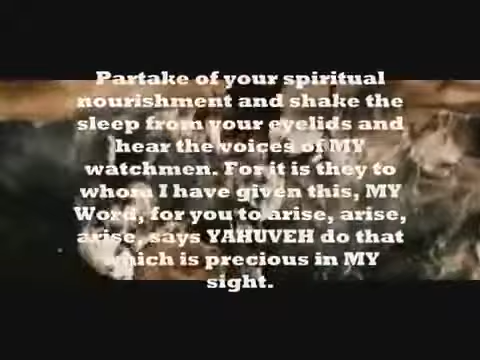 Partake of your spiritual
nourishment and shake the
sleep from your eyelids and
hear the voices of MY
watchmen. For it is they to
whom I have given this, MY
Word, for you to arise, arise,
arise, says YAHUVEH do that
which is precious in MY
sight.